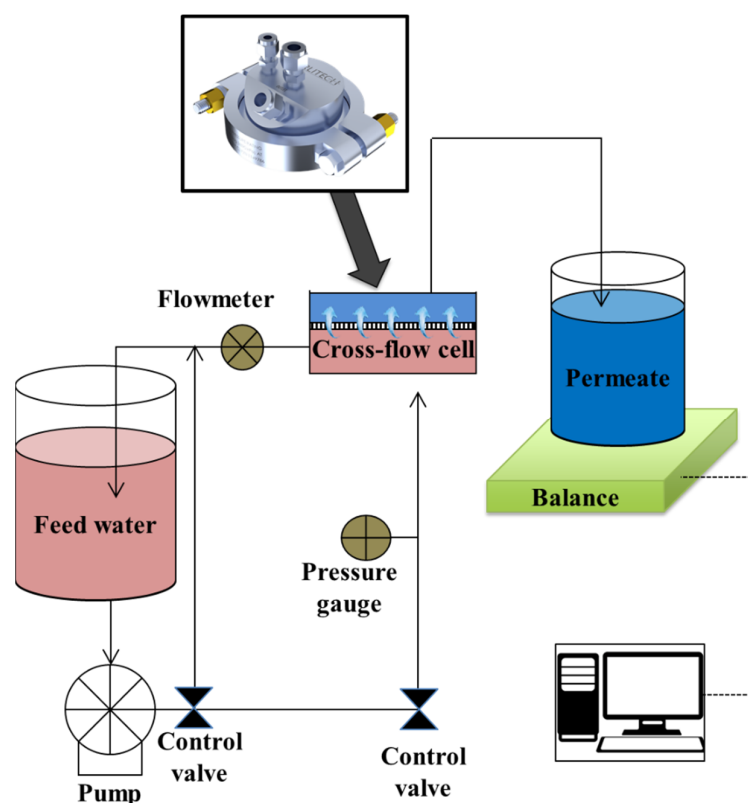 Flowmeter
Cross-flow cell
Permeate
Feed water
Balance
Pressure
gauge
Control
valve
Control
valve
Pump